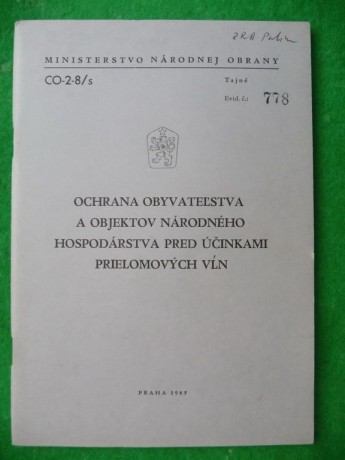 MINISTERSTVO NÁRODNEJ OBRANY
CO-2-8/s
Tajné
Evid. č.: 778
OCHRANA OBYVATEĽSTVA
A OBJEKTOV NÁRODNÉHO
HOSPODÁRSTVA PRED ÚČINKAMI
PRIELOMOVÝCH VĹN
PRAHA 1985